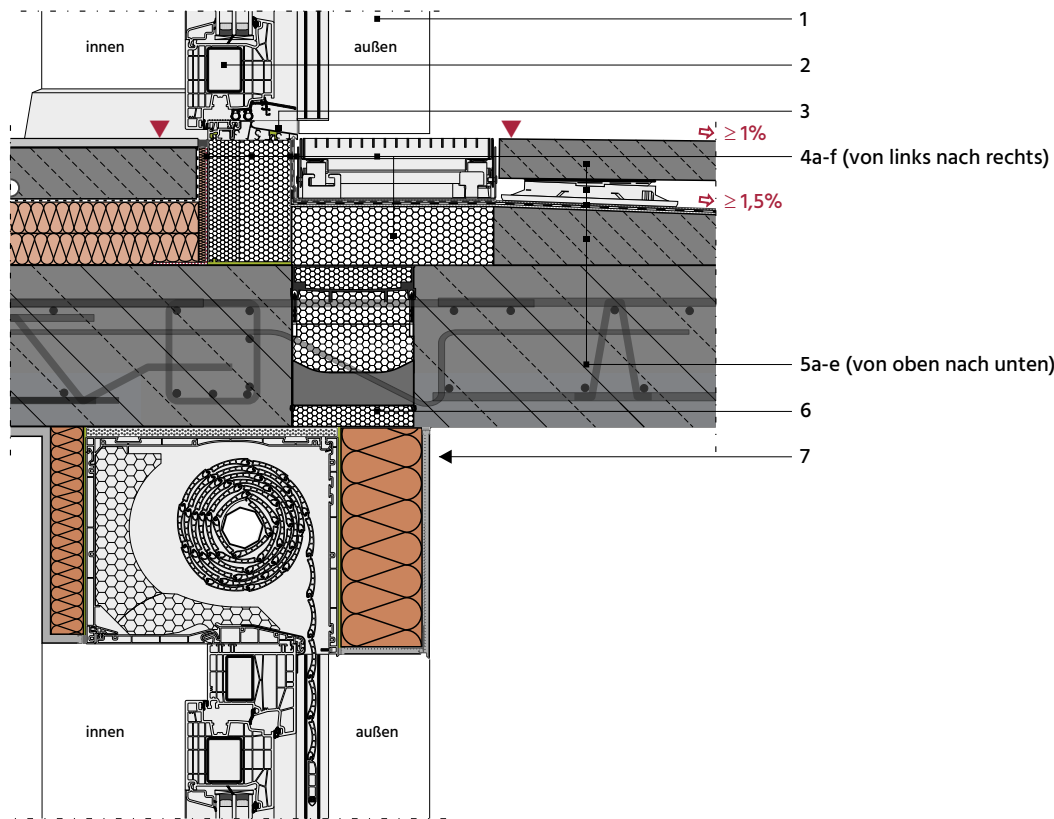 innen
außen
1
2
3
≥ 1%
4a-f (von links nach rechts)
≥ 1,5%
5a-e (von oben nach unten)
6
7
innen
außen